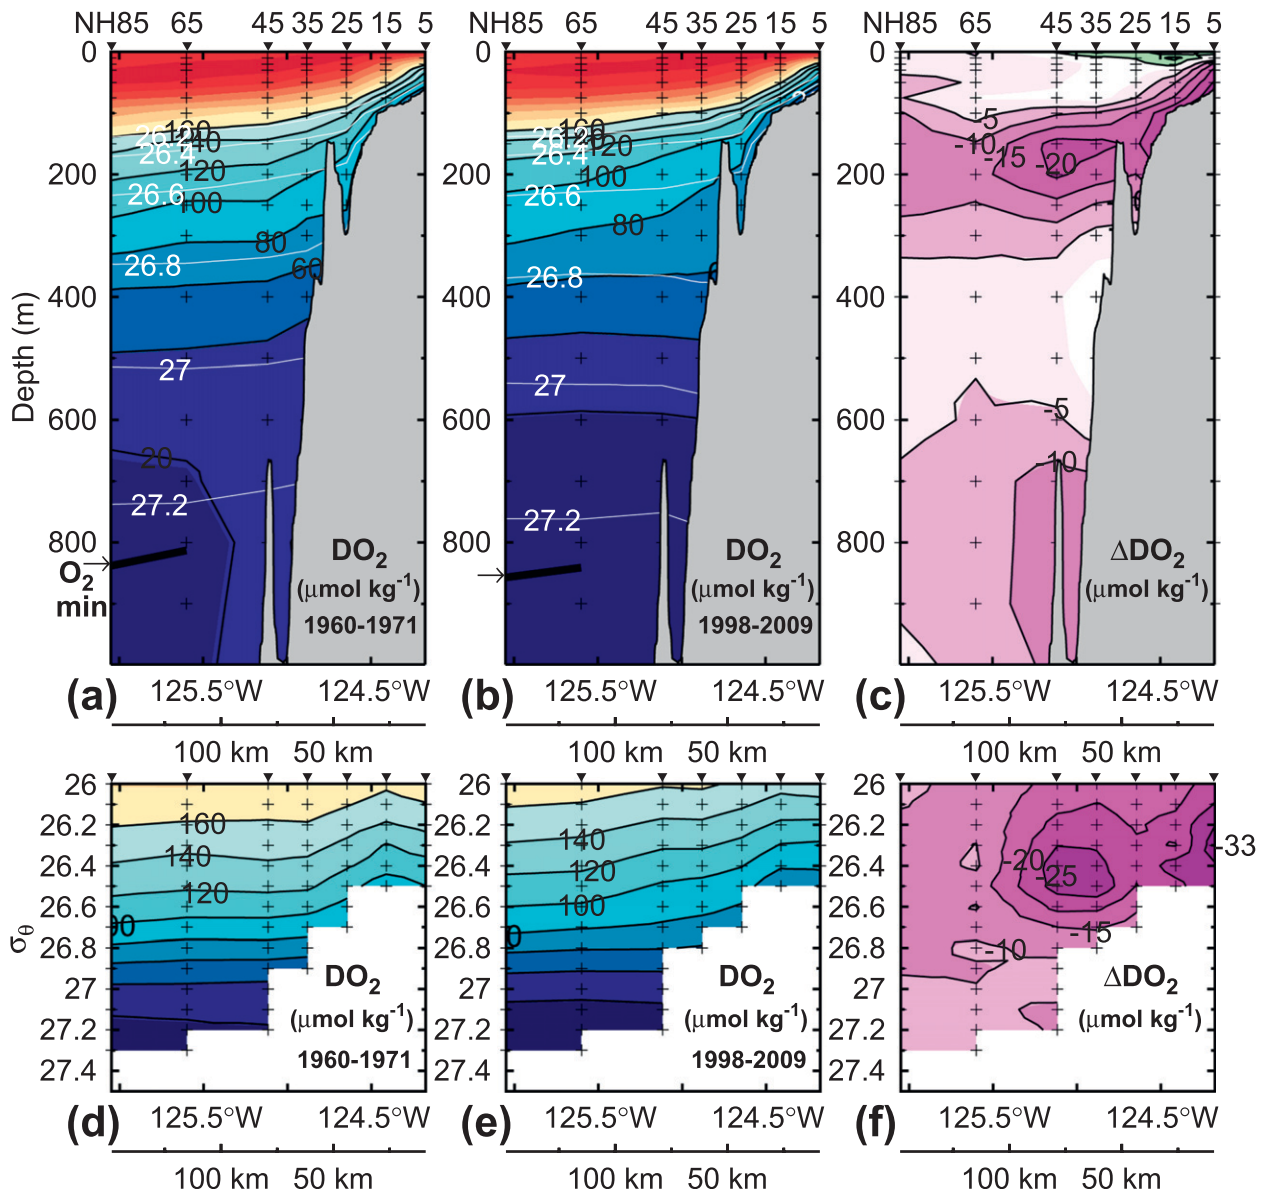 NH85 65 45 35 25 15 5
NH85 65 45 35 25 15 5
NH85 65 45 35 25 15 5
Depth (m)
0
200
400
600
800
26.4
140
120
26.6
100
80
26.8
60
27
20
27.2
O2
min
DO2
(μmol kg-1)
1960-1971
(a)
125.5°W 124.5°W
100 km 50 km
0
200
400
600
800
160
26.4
120
100
26.6
80
26.8
27
27.2
DO2
(μmol kg-1)
1998-2009
(b)
125.5°W 124.5°W
100 km 50 km
0
200
400
600
800
-5
-10
-15
-20
-5
-10
ΔDO2
(μmol kg-1)
(c)
125.5°W 124.5°W
100 km 50 km
σθ
26
26.2
26.4
26.6
26.8
27
27.2
27.4
160
140
120
DO2
(μmol kg-1)
1960-1971
(d)
125.5°W 124.5°W
100 km 50 km
26
26.2
26.4
26.6
26.8
27
27.2
27.4
140
120
100
DO2
(μmol kg-1)
1998-2009
(e)
125.5°W 124.5°W
100 km 50 km
26
26.2
26.4
26.6
26.8
27
27.2
27.4
-33
-20
-25
-15
-10
ΔDO2
(μmol kg-1)
(f)
125.5°W 124.5°W
100 km 50 km